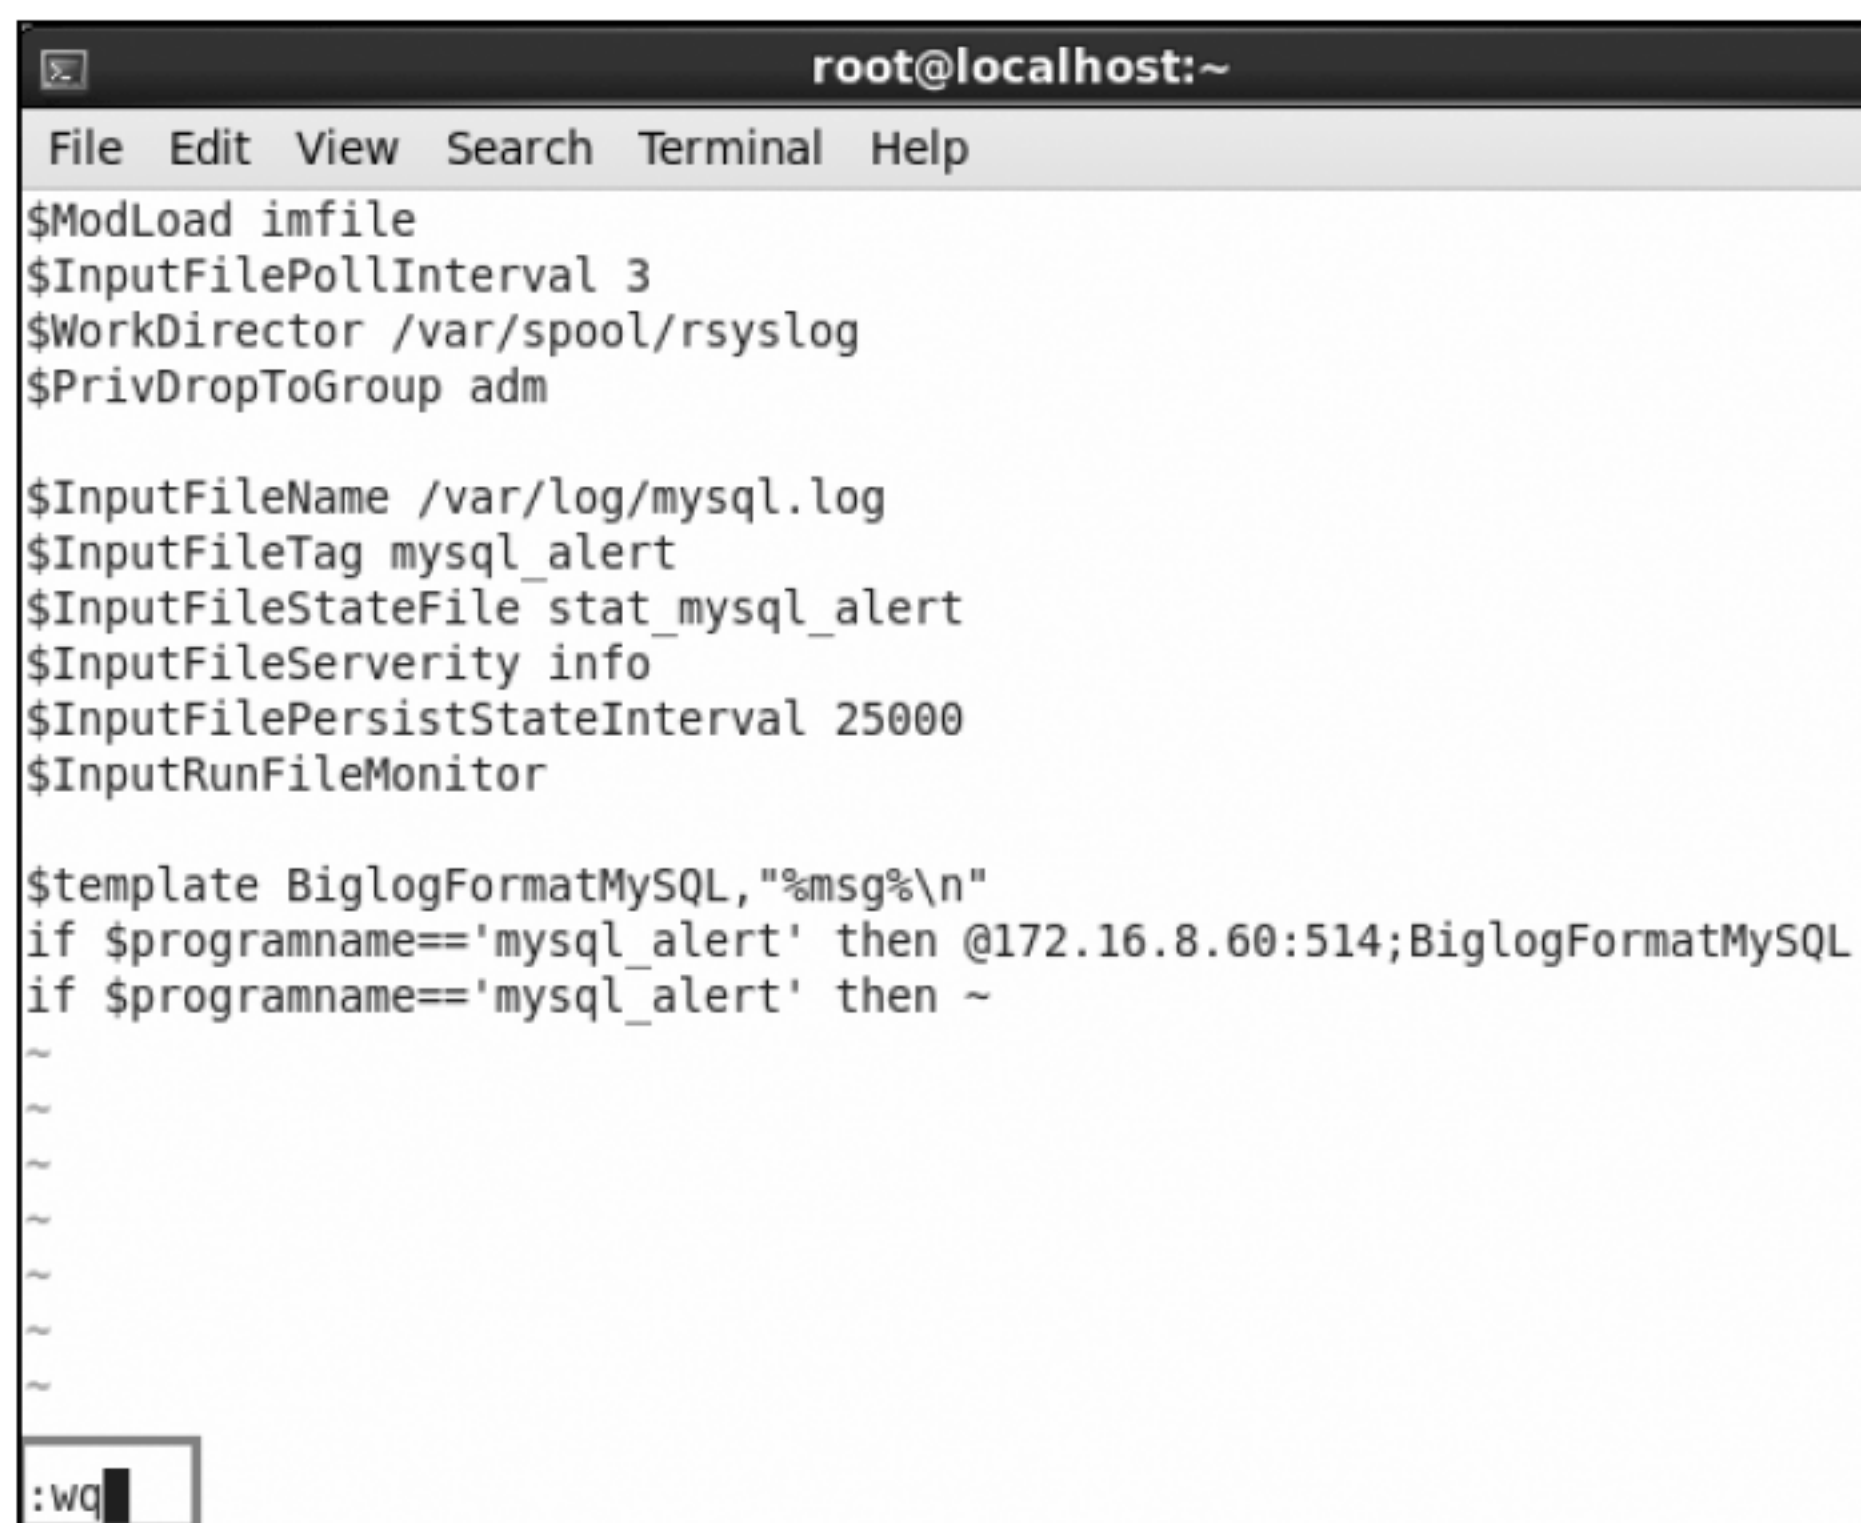 root@localhost:~
File Edit View Search Terminal Help
$ModLoad imfile
$InputFilePollInterval 3
$WorkDirector /var/spool/rsyslog
$PrivDropToGroup adm
$InputFileName /var/log/mysql.log
$InputFileTag mysql_alert
$InputFileStateFile stat_mysql_alert
$InputFileServerity info
$InputFilePersistStateInterval 25000
$InputRunFileMonitor
$template BiglogFormatMySQL,"%msg%\n"
if $programname=='mysql_alert' then @172.16.8.60:514;BiglogFormatMySQL
if $programname=='mysql_alert' then ~
~
~
~
~
~
~
~
:wq